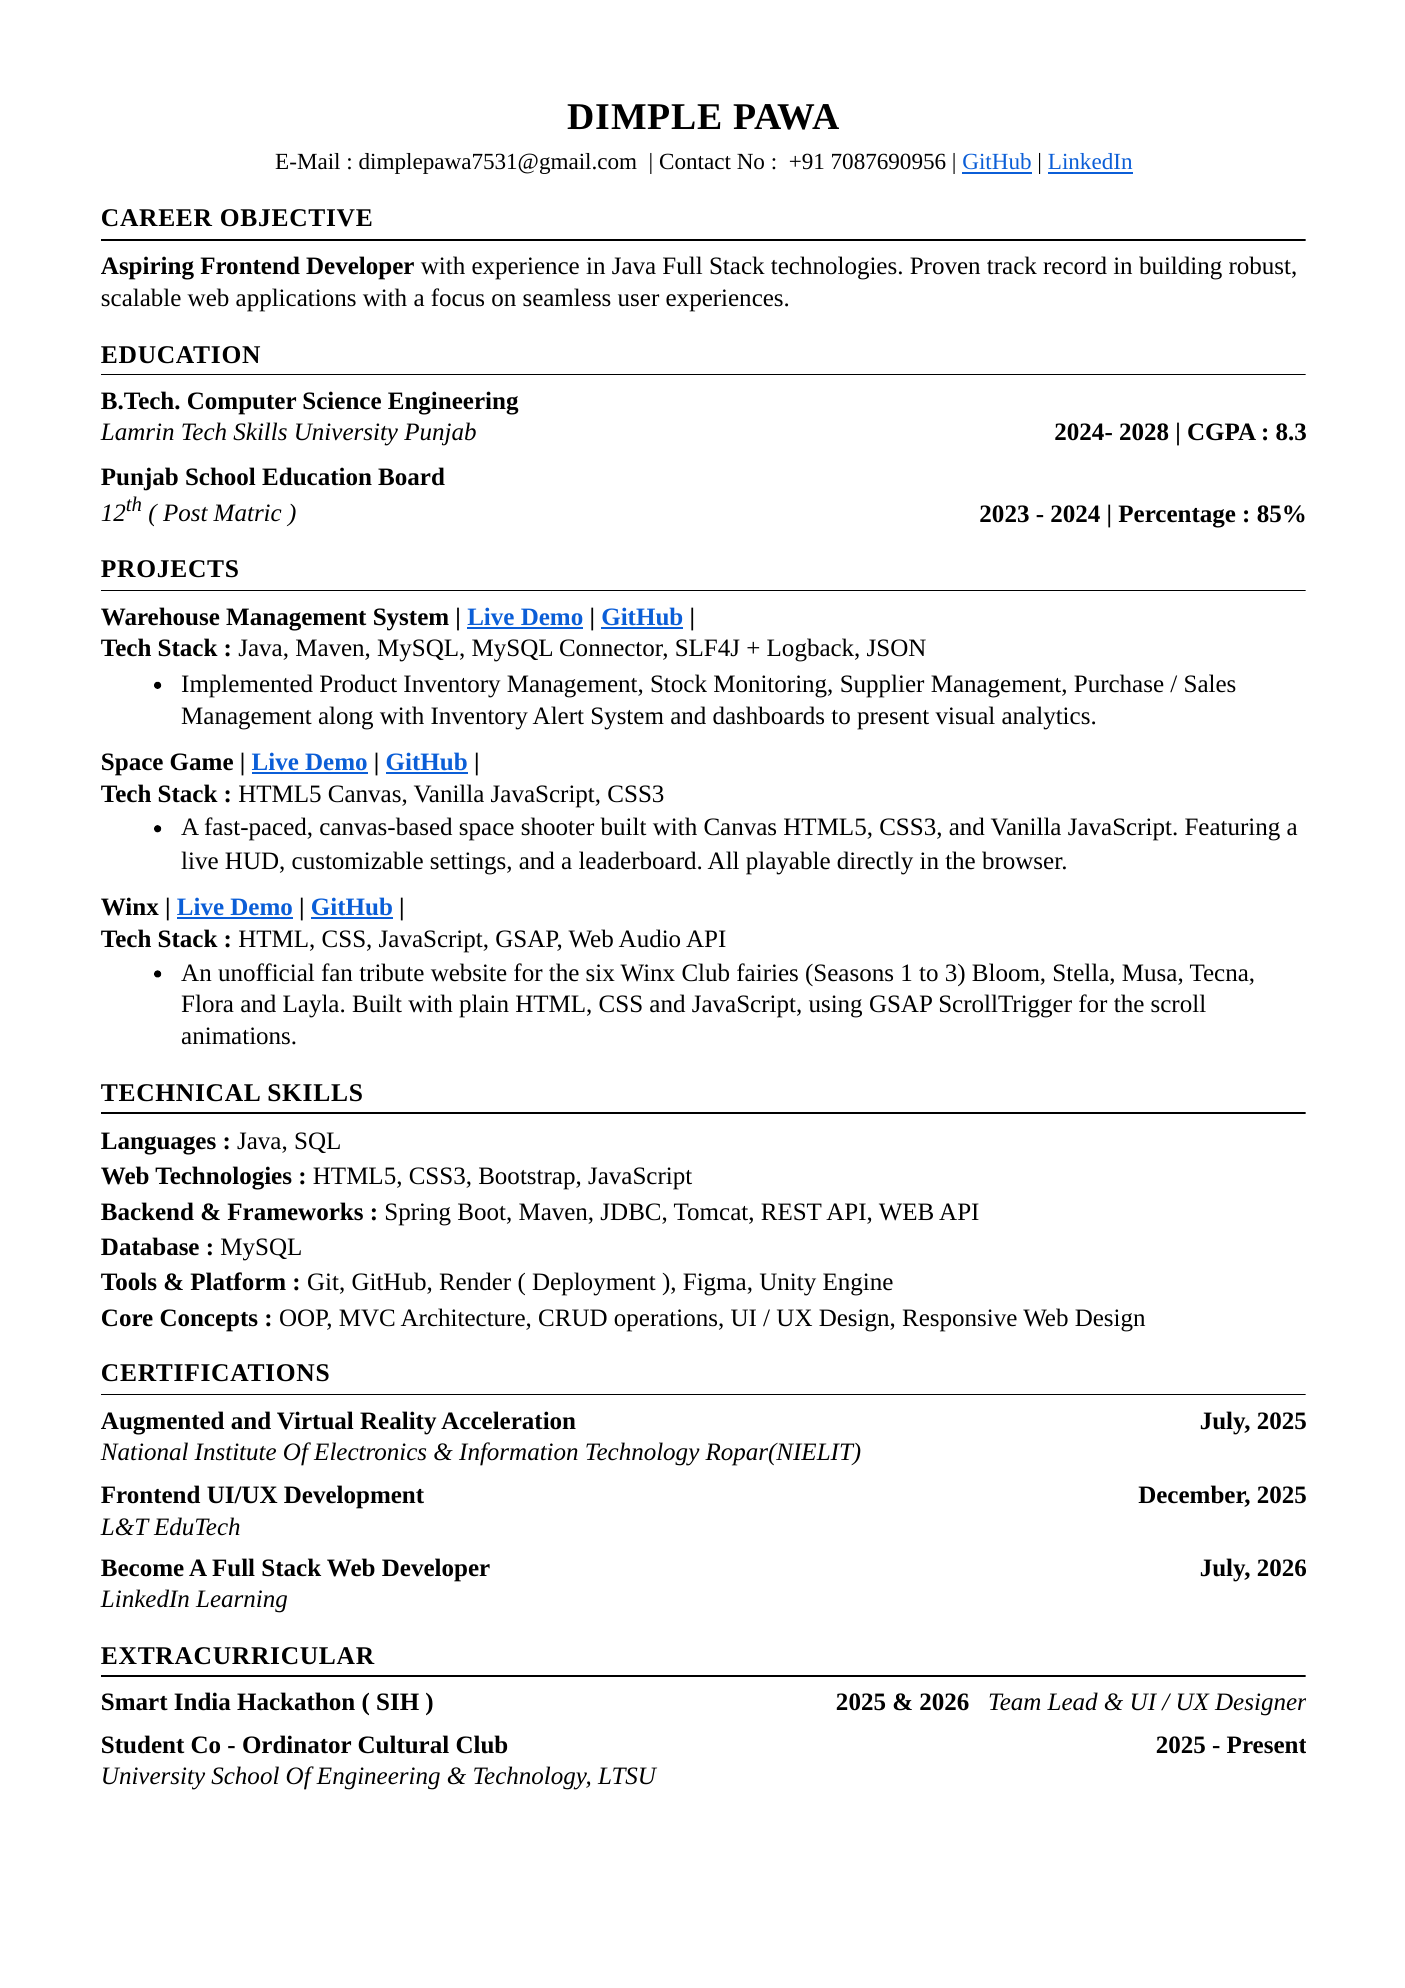 DIMPLE PAWA
E-Mail : dimplepawa7531@gmail.com | Contact No : +91 7087690956 | GitHub | LinkedIn
CAREER OBJECTIVE
Aspiring Frontend Developer with experience in Java Full Stack technologies. Proven track record in building robust,
scalable web applications with a focus on seamless user experiences.
EDUCATION
B.Tech. Computer Science Engineering
Lamrin Tech Skills University Punjab 2024- 2028 | CGPA : 8.3
Punjab School Education Board
12th ( Post Matric ) 2023 - 2024 | Percentage : 85%
PROJECTS
Warehouse Management System | Live Demo | GitHub |
Tech Stack : Java, Maven, MySQL, MySQL Connector, SLF4J + Logback, JSON
• Implemented Product Inventory Management, Stock Monitoring, Supplier Management, Purchase / Sales
Management along with Inventory Alert System and dashboards to present visual analytics.
Space Game | Live Demo | GitHub |
Tech Stack : HTML5 Canvas, Vanilla JavaScript, CSS3
• A fast-paced, canvas-based space shooter built with Canvas HTML5, CSS3, and Vanilla JavaScript. Featuring a
live HUD, customizable settings, and a leaderboard. All playable directly in the browser.
Winx | Live Demo | GitHub |
Tech Stack : HTML, CSS, JavaScript, GSAP, Web Audio API
• An unofficial fan tribute website for the six Winx Club fairies (Seasons 1 to 3) Bloom, Stella, Musa, Tecna,
Flora and Layla. Built with plain HTML, CSS and JavaScript, using GSAP ScrollTrigger for the scroll
animations.
TECHNICAL SKILLS
Languages : Java, SQL
Web Technologies : HTML5, CSS3, Bootstrap, JavaScript
Backend & Frameworks : Spring Boot, Maven, JDBC, Tomcat, REST API, WEB API
Database : MySQL
Tools & Platform : Git, GitHub, Render ( Deployment ), Figma, Unity Engine
Core Concepts : OOP, MVC Architecture, CRUD operations, UI / UX Design, Responsive Web Design
CERTIFICATIONS
Augmented and Virtual Reality Acceleration July, 2025
National Institute Of Electronics & Information Technology Ropar(NIELIT)
Frontend UI/UX Development December, 2025
L&T EduTech
Become A Full Stack Web Developer July, 2026
LinkedIn Learning
EXTRACURRICULAR
Smart India Hackathon ( SIH ) 2025 & 2026 Team Lead & UI / UX Designer
Student Co - Ordinator Cultural Club 2025 - Present
University School Of Engineering & Technology, LTSU